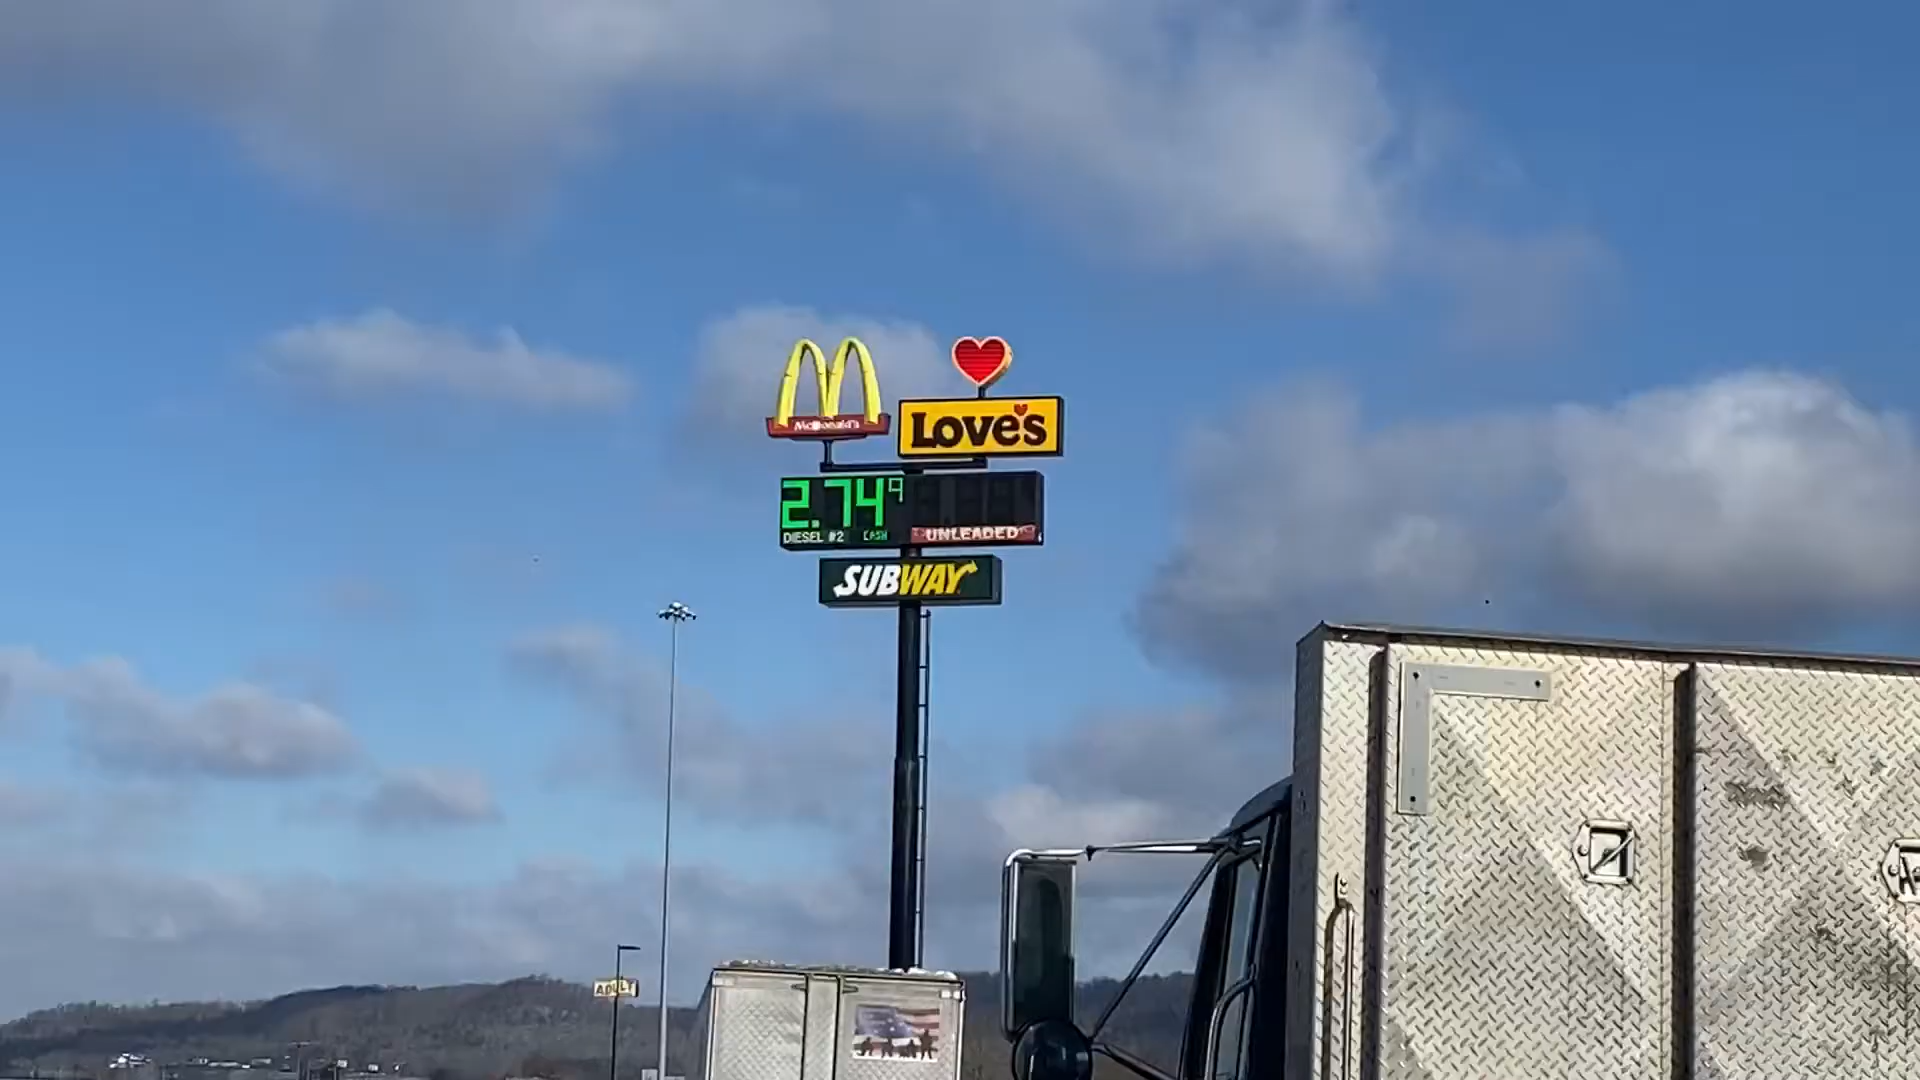 McDonald's
Love's
2.74 9
DIESEL #2 CASH
UNLEADED
SUBWAY
ADULT